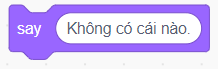 say Không có cái nào.